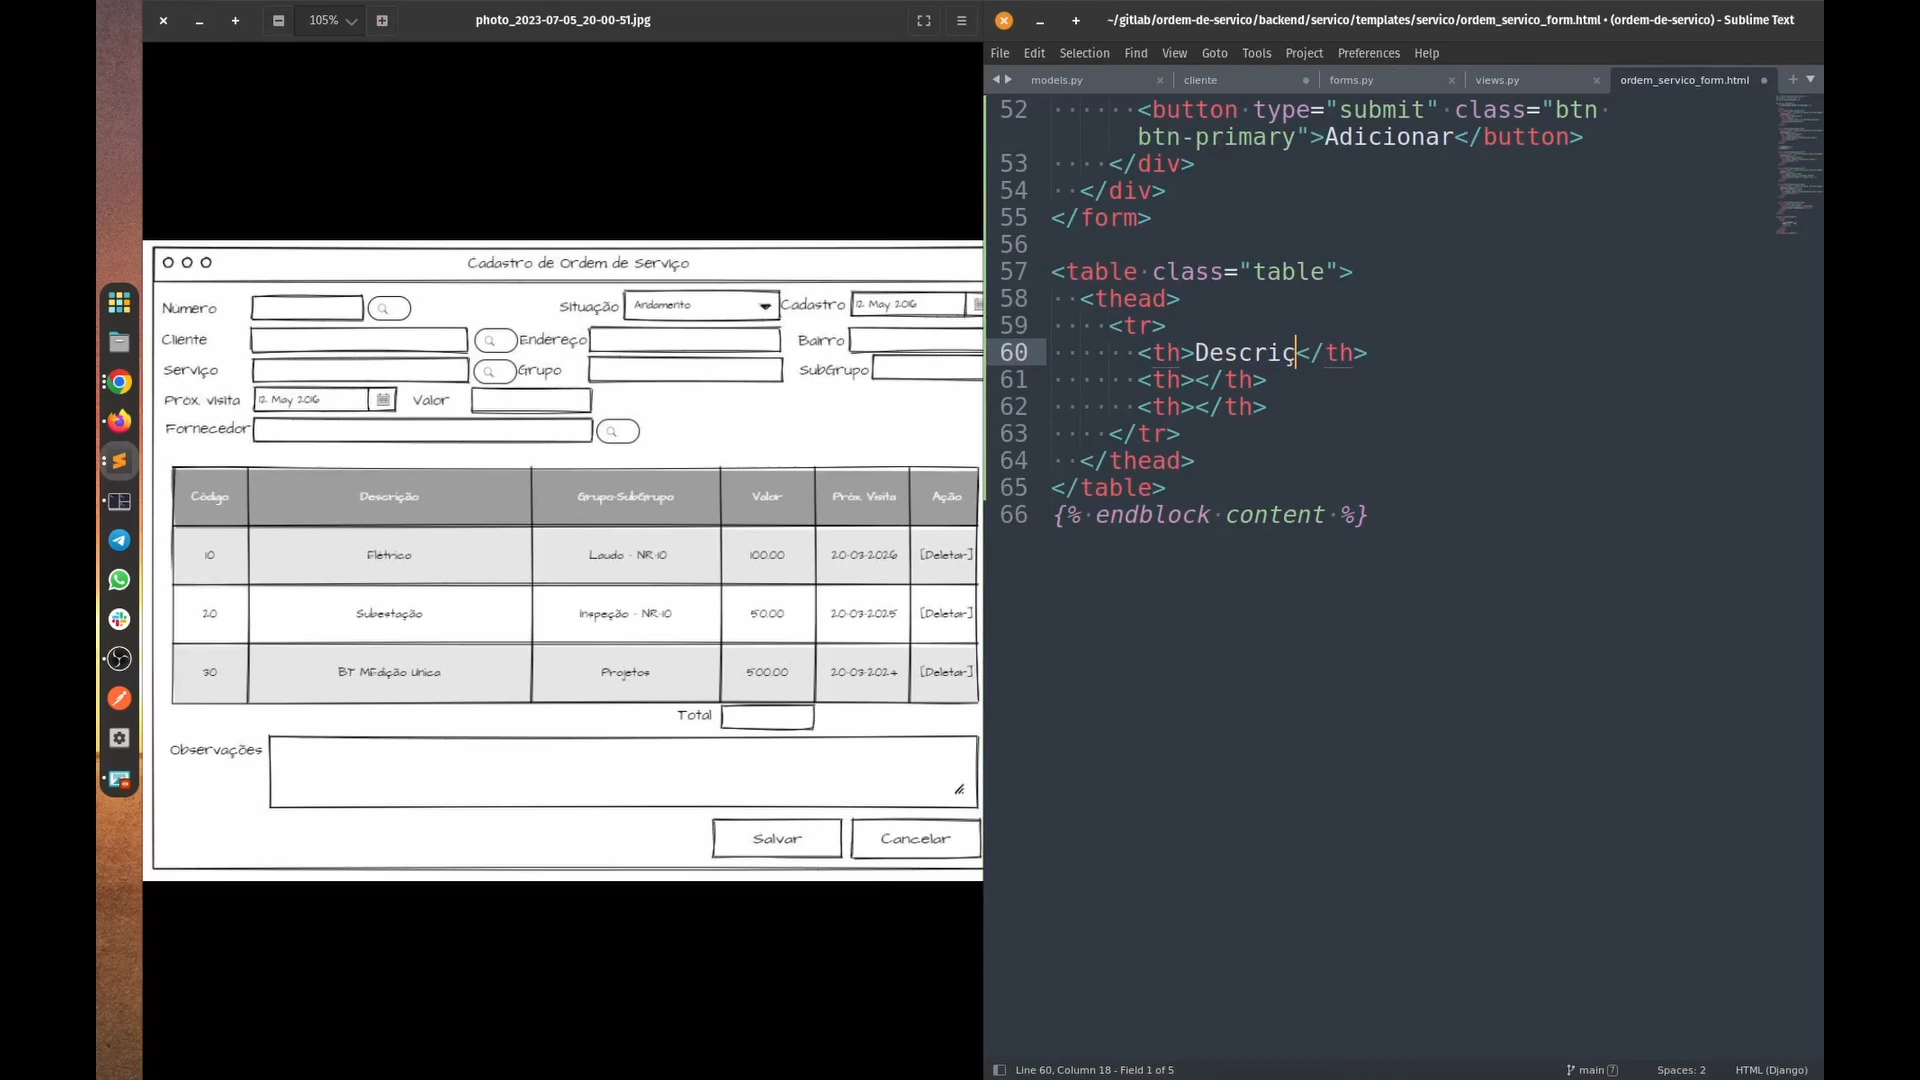 105%
photo_2023-07-05_20-00-51.jpg
Cadastro de Ordem de Serviço
Número
Situação
Andamento
Cadastro
12 May 2016
Cliente
Endereço
Bairro
Serviço
Grupo
SubGrupo
Próx. visita
12 May 2016
Valor
Fornecedor
Código Descrição Grupo-SubGrupo Valor Próx. Visita Ação
10 Elétrico Laudo - NR-10 100.00 20-03-2026 [Deletar]
20 Subestação Inspeção - NR-10 50.00 20-03-2025 [Deletar]
30 BT MEdição Unica Projetos 500.00 20-03-2024 [Deletar]
Total
Observações
Salvar
Cancelar
~/gitlab/ordem-de-servico/backend/servico/templates/servico/ordem_servico_form.html • (ordem-de-servico) - Sublime Text
File Edit Selection Find View Goto Tools Project Preferences Help
models.py cliente forms.py views.py ordem_servico_form.html
52 <button type="submit" class="btn
btn-primary">Adicionar</button>
53 </div>
54 </div>
55 </form>
56
57 <table class="table">
58 <thead>
59 <tr>
60 <th>Descriç</th>
61 <th></th>
62 <th></th>
63 </tr>
64 </thead>
65 </table>
66 {% endblock content %}
Line 60, Column 18 - Field 1 of 5
main 7
Spaces: 2
HTML (Django)